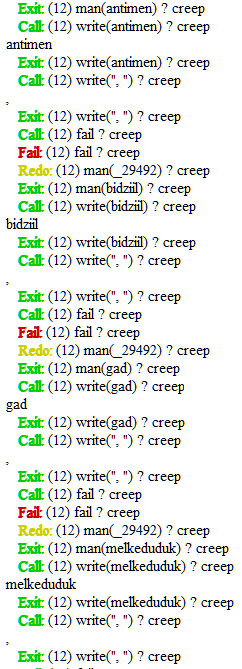 Exit: (12) man(antimen) ? creep
Call: (12) write(antimen) ? creep
antimen
Exit: (12) write(antimen) ? creep
Call: (12) write(", ") ? creep
,
Exit: (12) write(", ") ? creep
Call: (12) fail ? creep
Fail: (12) fail ? creep
Redo: (12) man(_29492) ? creep
Exit: (12) man(bidziil) ? creep
Call: (12) write(bidziil) ? creep
bidziil
Exit: (12) write(bidziil) ? creep
Call: (12) write(", ") ? creep
,
Exit: (12) write(", ") ? creep
Call: (12) fail ? creep
Fail: (12) fail ? creep
Redo: (12) man(_29492) ? creep
Exit: (12) man(gad) ? creep
Call: (12) write(gad) ? creep
gad
Exit: (12) write(gad) ? creep
Call: (12) write(", ") ? creep
,
Exit: (12) write(", ") ? creep
Call: (12) fail ? creep
Fail: (12) fail ? creep
Redo: (12) man(_29492) ? creep
Exit: (12) man(melkeduduk) ? creep
Call: (12) write(melkeduduk) ? creep
melkeduduk
Exit: (12) write(melkeduduk) ? creep
Call: (12) write(", ") ? creep
,
Exit: (12) write(", ") ? creep